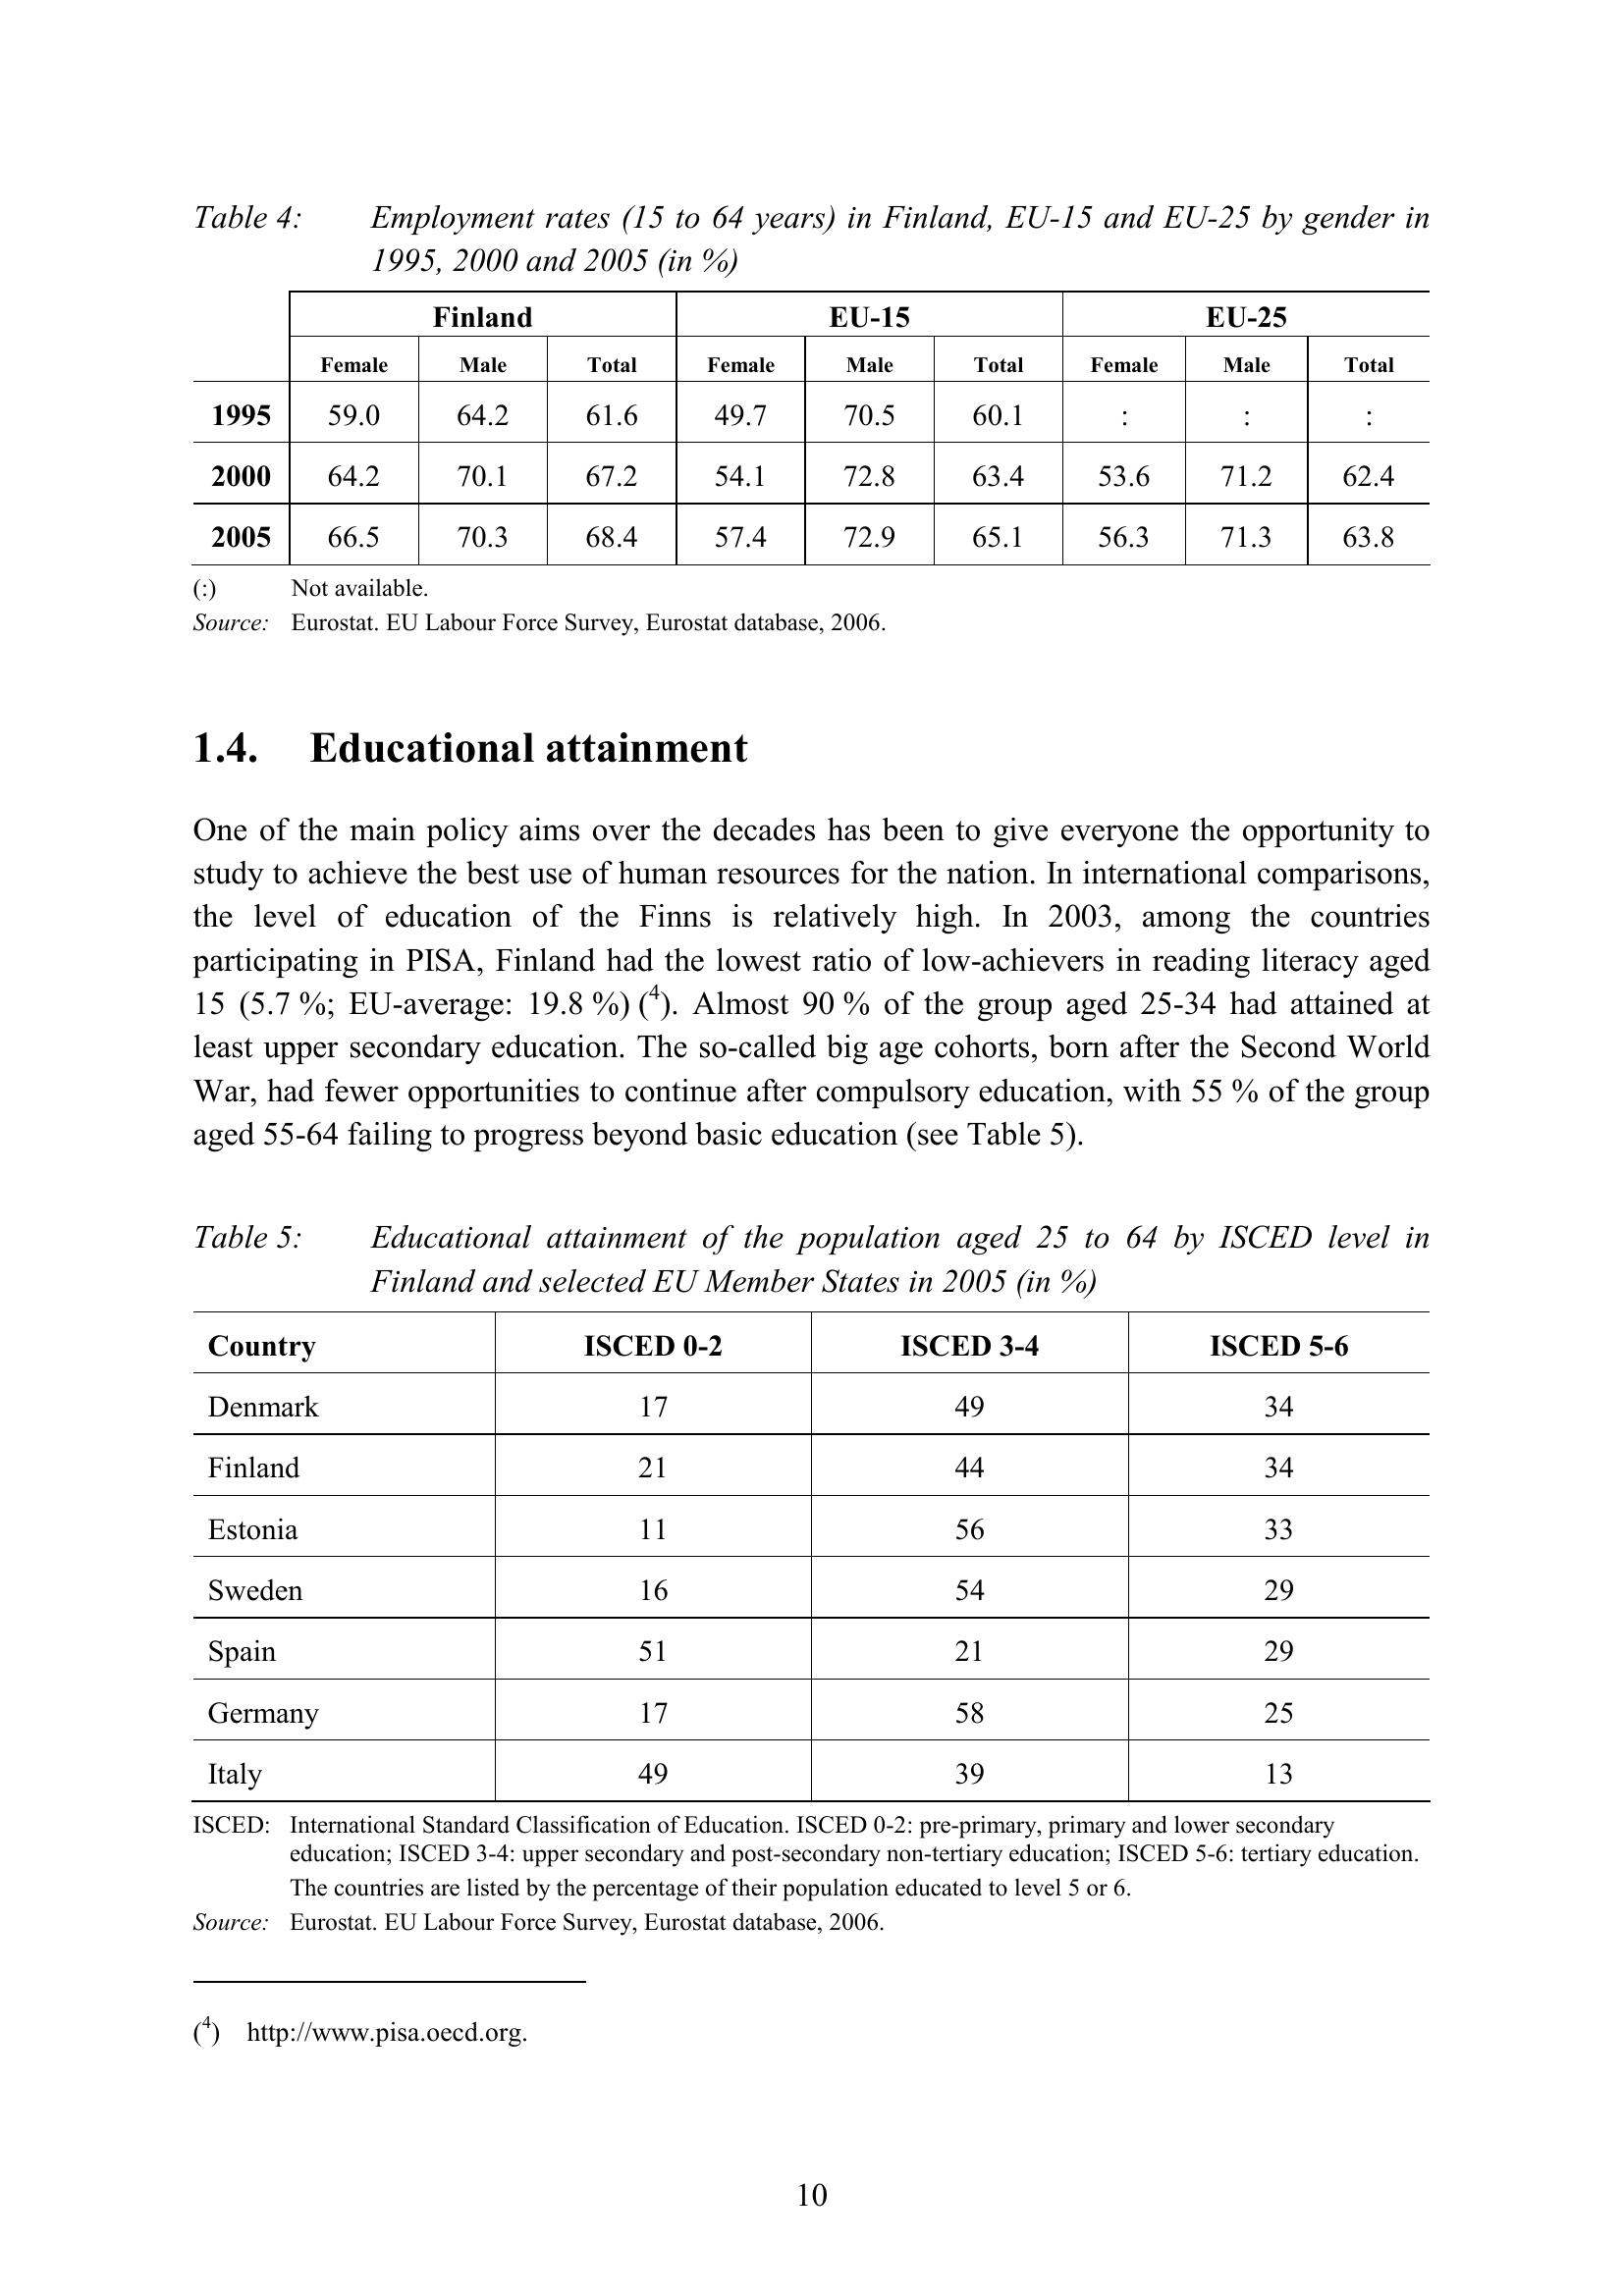 Table 4: Employment rates (15 to 64 years) in Finland, EU-15 and EU-25 by gender in
1995, 2000 and 2005 (in %)
Finland EU-15 EU-25
Female Male Total Female Male Total Female Male Total
1995 59.0 64.2 61.6 49.7 70.5 60.1 : : :
2000 64.2 70.1 67.2 54.1 72.8 63.4 53.6 71.2 62.4
2005 66.5 70.3 68.4 57.4 72.9 65.1 56.3 71.3 63.8
(:) Not available.
Source: Eurostat. EU Labour Force Survey, Eurostat database, 2006.
1.4. Educational attainment
One of the main policy aims over the decades has been to give everyone the opportunity to
study to achieve the best use of human resources for the nation. In international comparisons,
the level of education of the Finns is relatively high. In 2003, among the countries
participating in PISA, Finland had the lowest ratio of low-achievers in reading literacy aged
15 (5.7 %; EU-average: 19.8 %) (4). Almost 90 % of the group aged 25-34 had attained at
least upper secondary education. The so-called big age cohorts, born after the Second World
War, had fewer opportunities to continue after compulsory education, with 55 % of the group
aged 55-64 failing to progress beyond basic education (see Table 5).
Table 5: Educational attainment of the population aged 25 to 64 by ISCED level in
Finland and selected EU Member States in 2005 (in %)
Country ISCED 0-2 ISCED 3-4 ISCED 5-6
Denmark 17 49 34
Finland 21 44 34
Estonia 11 56 33
Sweden 16 54 29
Spain 51 21 29
Germany 17 58 25
Italy 49 39 13
ISCED: International Standard Classification of Education. ISCED 0-2: pre-primary, primary and lower secondary
education; ISCED 3-4: upper secondary and post-secondary non-tertiary education; ISCED 5-6: tertiary education.
The countries are listed by the percentage of their population educated to level 5 or 6.
Source: Eurostat. EU Labour Force Survey, Eurostat database, 2006.
(4) http://www.pisa.oecd.org.
10